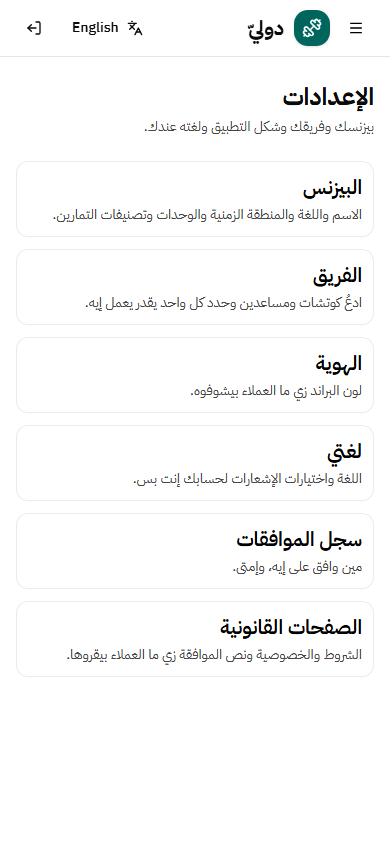 دوليّ
English
الإعدادات
بيزنسك وفريقك وشكل التطبيق ولغته عندك.
البيزنس
الاسم واللغة والمنطقة الزمنية والوحدات وتصنيفات التمارين.
الفريق
ادعُ كوتشات ومساعدين وحدد كل واحد يقدر يعمل إيه.
الهوية
لون البراند زي ما العملاء بيشوفوه.
لغتي
اللغة واختيارات الإشعارات لحسابك إنت بس.
سجل الموافقات
مين وافق على إيه، وإمتى.
الصفحات القانونية
الشروط والخصوصية ونص الموافقة زي ما العملاء بيقروها.